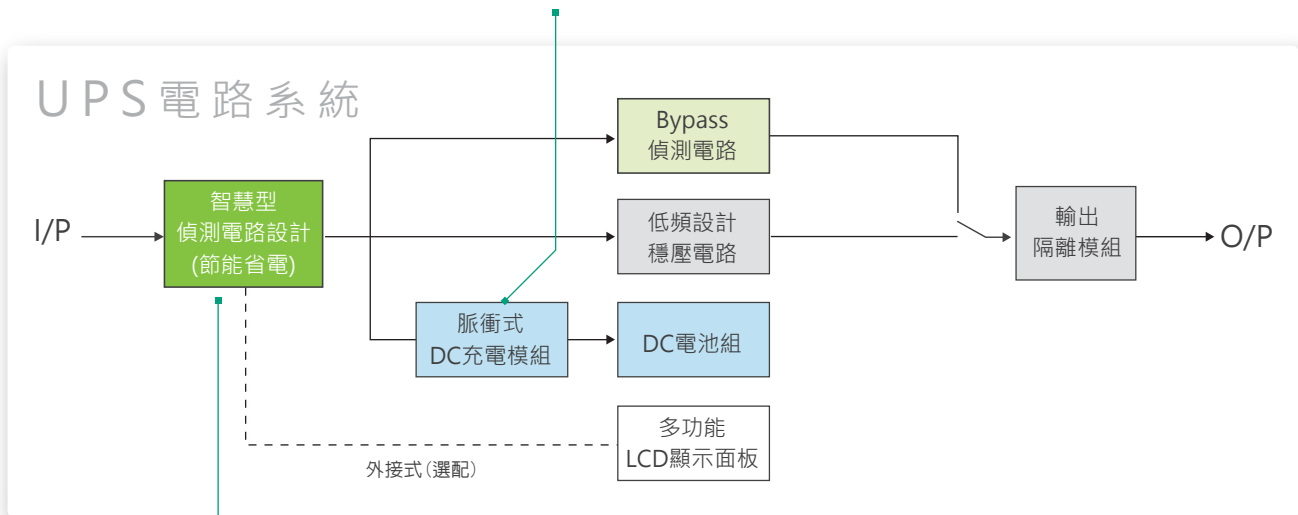 UPS電路系統
Bypass
偵測電路
智慧型
偵測電路設計
(節能省電)
I/P
低頻設計
穩壓電路
輸出
隔離模組
O/P
脈衝式
DC充電模組
DC電池組
多功能
LCD顯示面板
外接式(選配)